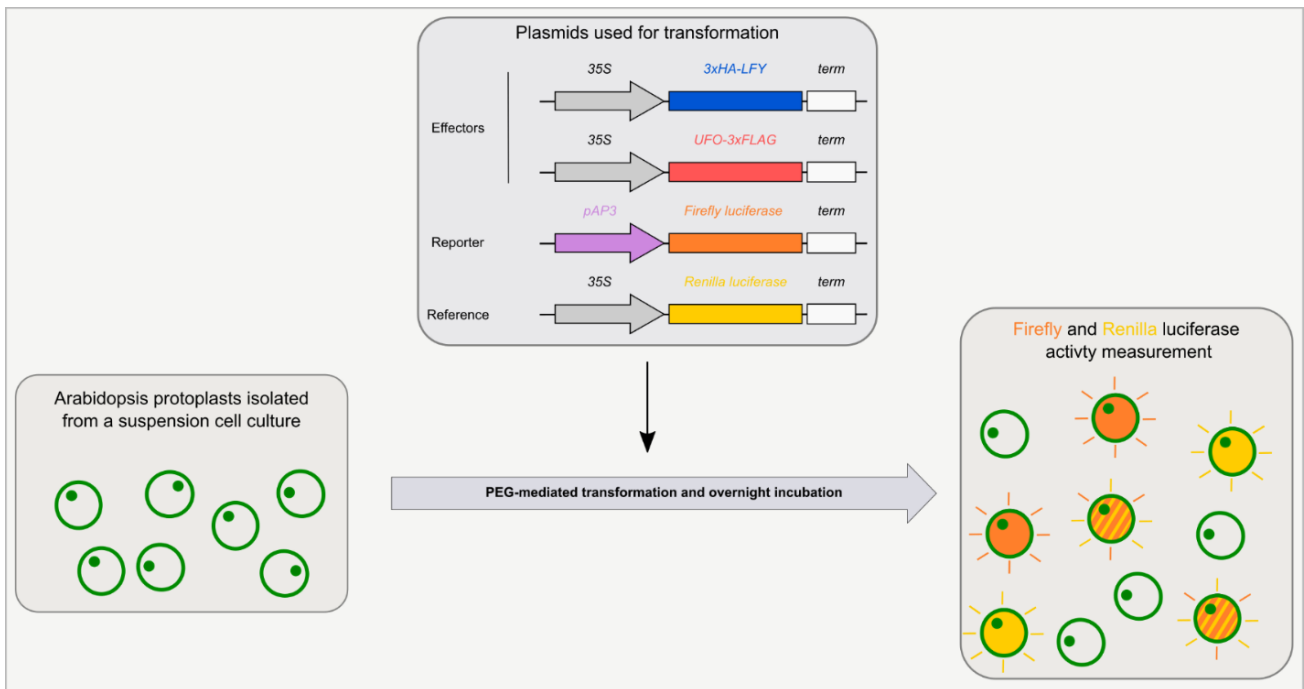 Plasmids used for transformation
35S 3xHA-LFY term
Effectors
35S UFO-3xFLAG term
pAP3 Firefly luciferase term
Reporter
35S Renilla luciferase term
Reference
Arabidopsis protoplasts isolated
from a suspension cell culture
PEG-mediated transformation and overnight incubation
Firefly and Renilla luciferase
activty measurement